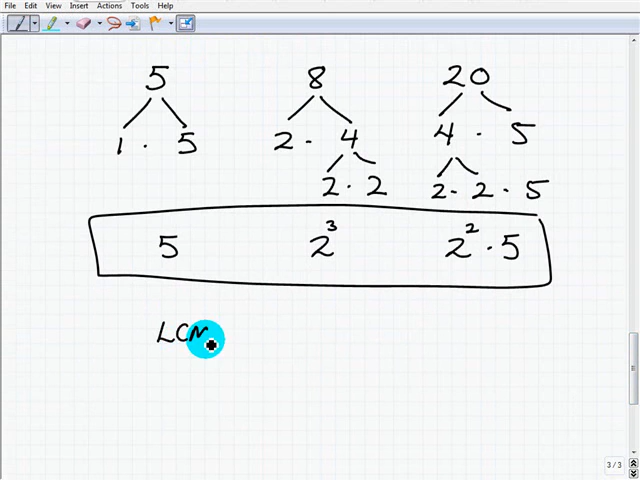 File Edit View Insert Actions Tools Help
5 8 20
1 · 5 2 · 4 4 · 5
2 · 2 2 · 2 · 5
5 2³ 2² · 5
LCM
3/3